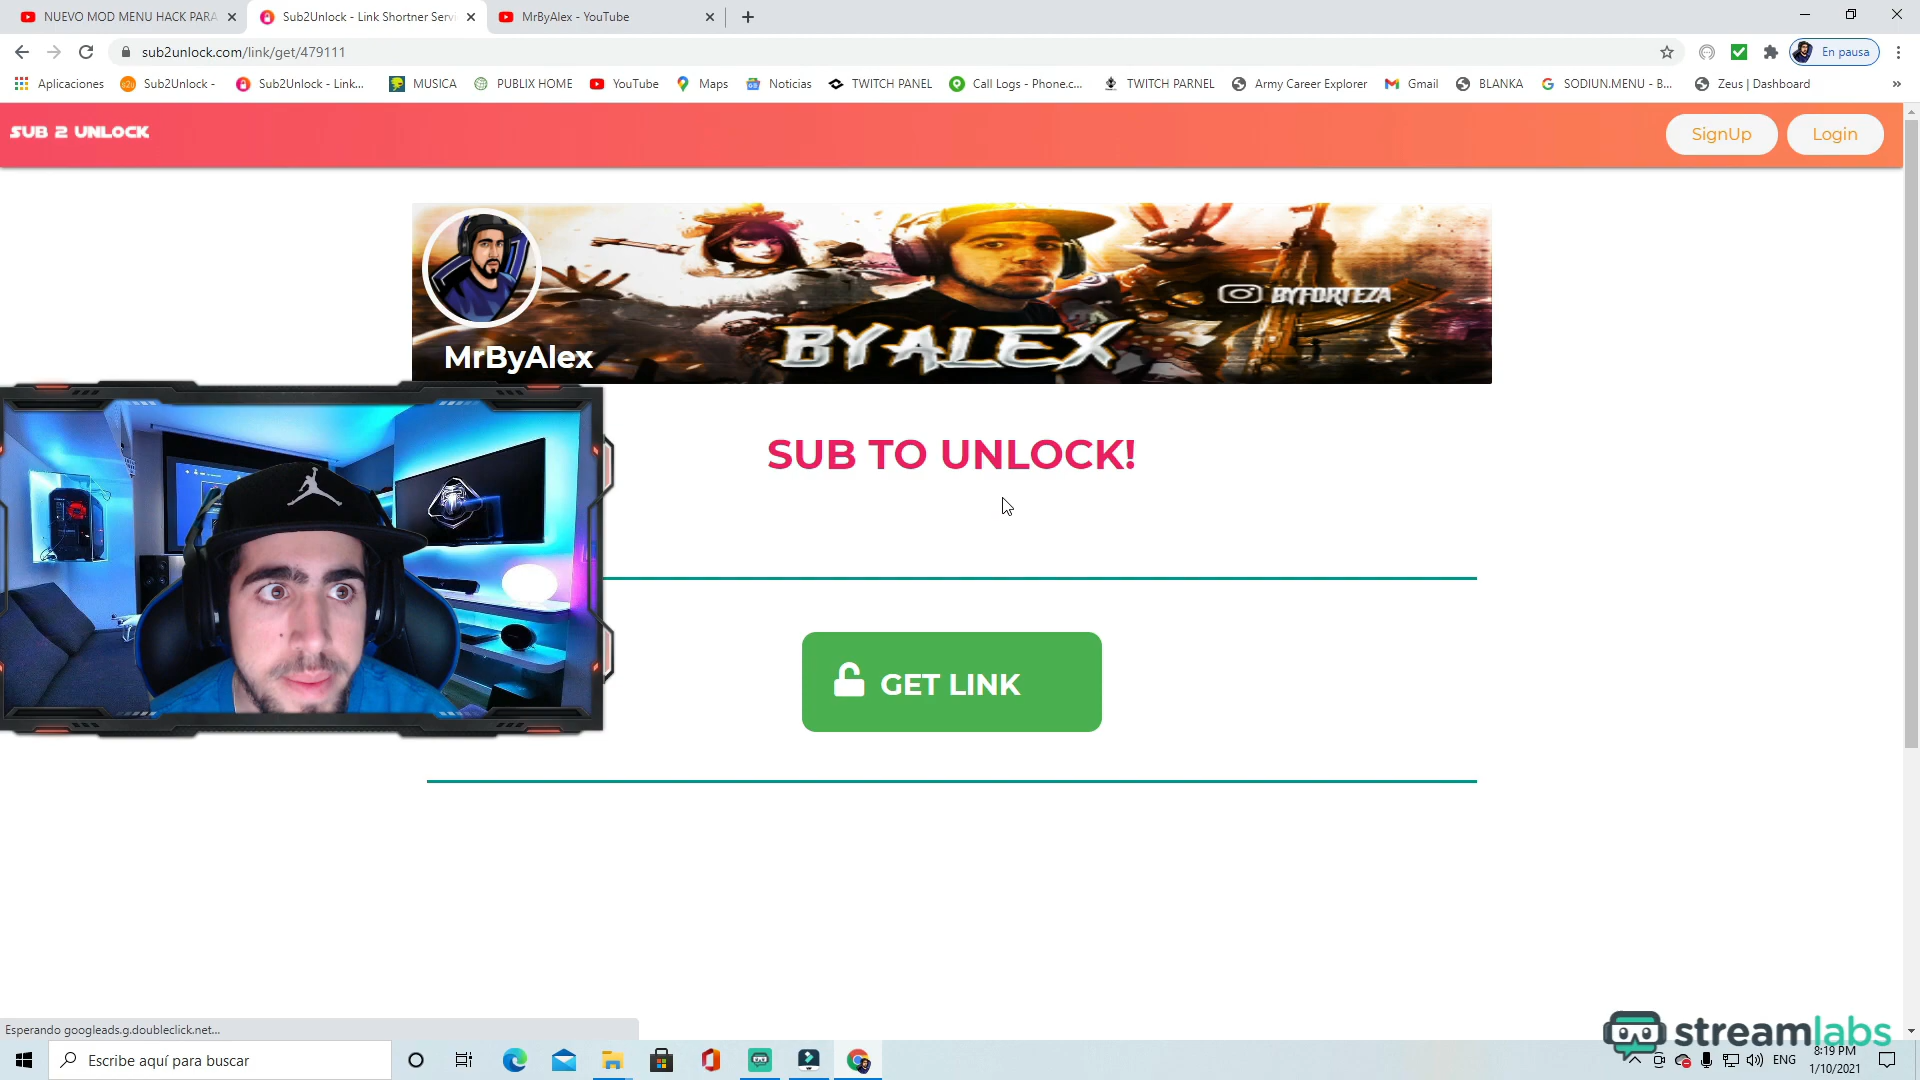 NUEVO MOD MENU HACK PARA
Sub2Unlock - Link Shortner Servi
MrByAlex - YouTube
sub2unlock.com/link/get/479111
En pausa
Aplicaciones
Sub2Unlock -
Sub2Unlock - Link...
MUSICA
PUBLIX HOME
YouTube
Maps
Noticias
TWITCH PANEL
Call Logs - Phone.c...
TWITCH PARNEL
Army Career Explorer
Gmail
BLANKA
SODIUN.MENU - B...
Zeus | Dashboard
SUB 2 UNLOCK
SignUp
Login
BYFORTEZA
BYALEX
MrByAlex
SUB TO UNLOCK!
GET LINK
Esperando googleads.g.doubleclick.net...
streamlabs
Escribe aquí para buscar
ENG
8:19 PM
1/10/2021